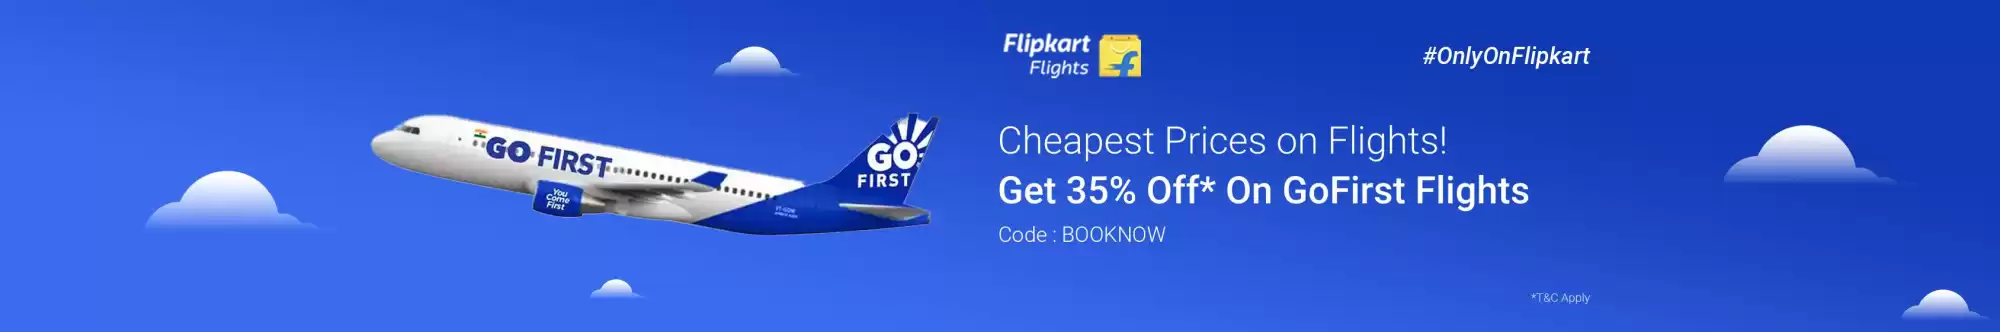 Flipkart
Flights
#OnlyOnFlipkart
GO FIRST
You
Come
First
GO
FIRST
Cheapest Prices on Flights!
Get 35% Off* On GoFirst Flights
Code : BOOKNOW
*T&C Apply